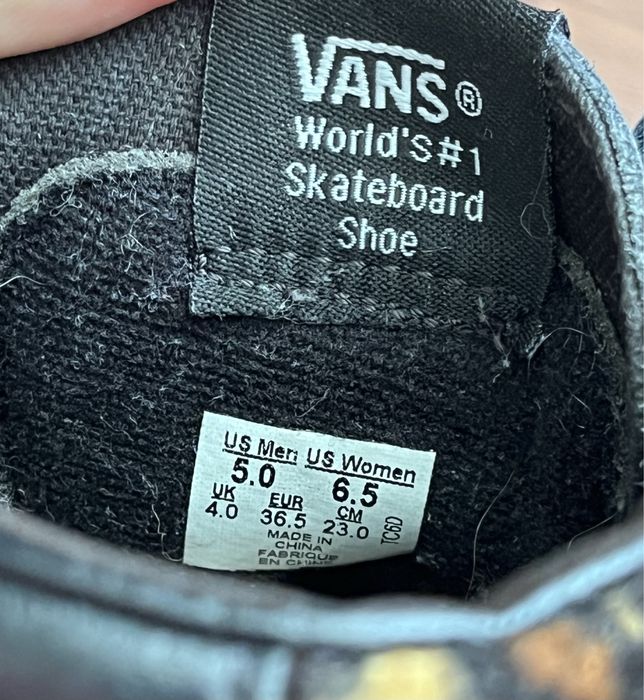 VANS®
World's #1
Skateboard
Shoe
US Men US Women
5.0 6.5
UK EUR CM
4.0 36.5 23.0
TC6D
MADE IN
CHINA
FABRIQUE
EN CHINE